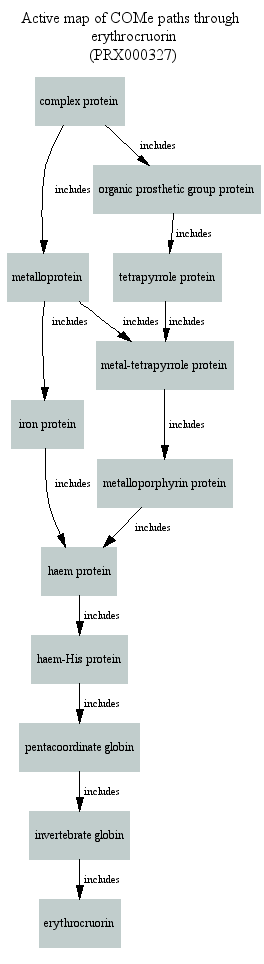 Active map of COMe paths through
erythrocruorin
(PRX000327)
complex protein
includes
organic prosthetic group protein
includes
includes
metalloprotein
tetrapyrrole protein
includes
includes
includes
metal-tetrapyrrole protein
iron protein
includes
metalloporphyrin protein
includes
includes
haem protein
includes
haem-His protein
includes
pentacoordinate globin
includes
invertebrate globin
includes
erythrocruorin